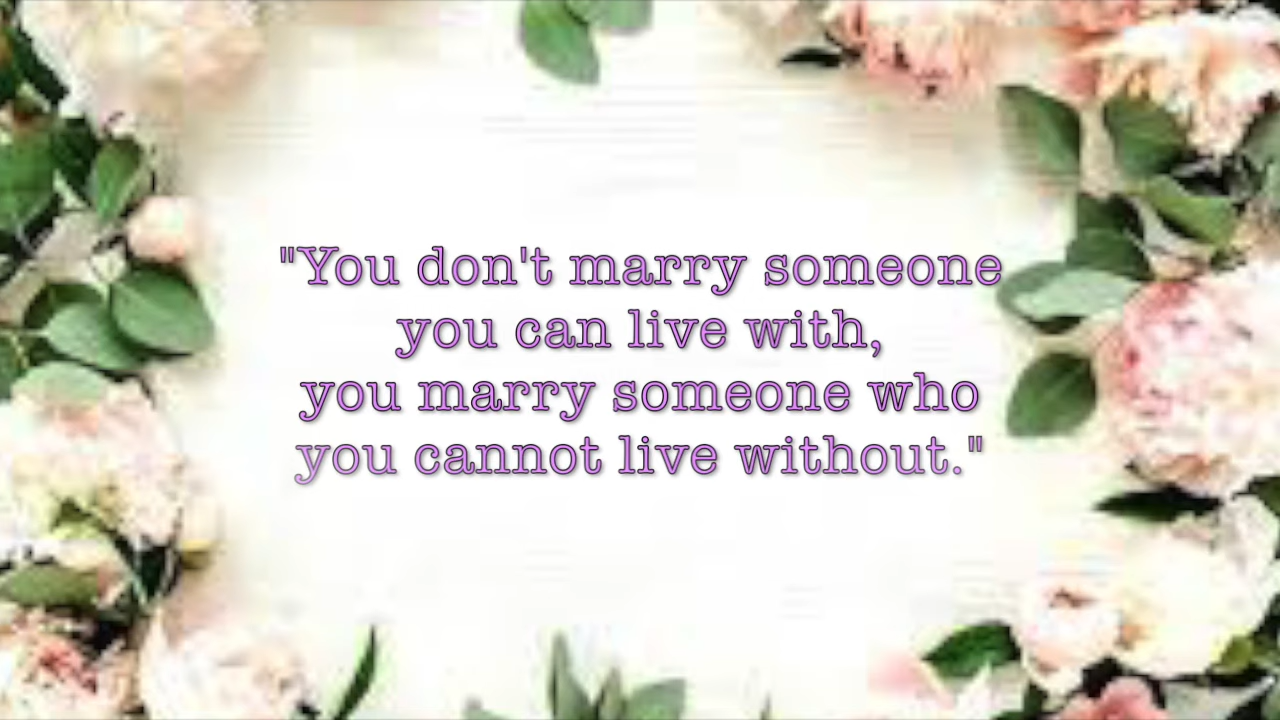 "You don't marry someone
you can live with,
you marry someone who
you cannot live without."